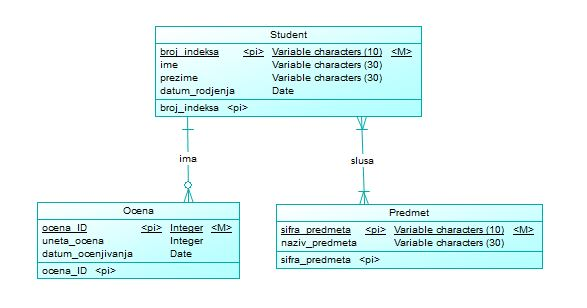 Student
broj_indeksa <pi> Variable characters (10) <M>
ime Variable characters (30)
prezime Variable characters (30)
datum_rodjenja Date
broj_indeksa <pi>
ima
slusa
Ocena
ocena_ID <pi> Integer <M>
uneta_ocena Integer
datum_ocenjivanja Date
ocena_ID <pi>
Predmet
sifra_predmeta <pi> Variable characters (10) <M>
naziv_predmeta Variable characters (30)
sifra_predmeta <pi>